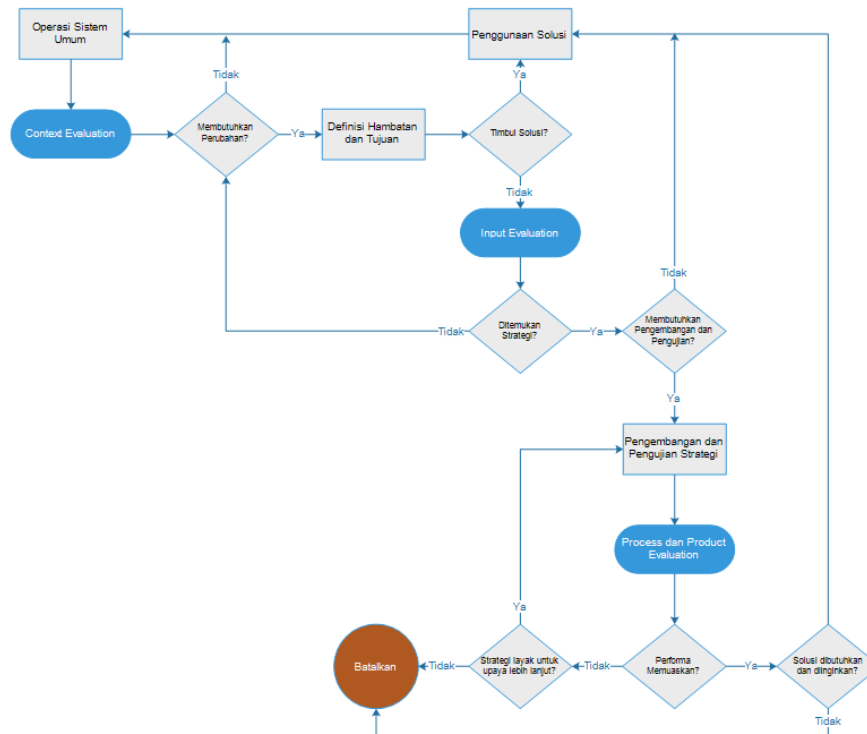 Operasi Sistem
Umum
Penggunaan Solusi
Tidak
Ya
Context Evaluation
Membutuhkan
Perubahan?
Ya
Definisi Hambatan
dan Tujuan
Timbul Solusi?
Tidak
Input Evaluation
Tidak
Tidak
Ditemukan
Strategi?
Ya
Membutuhkan
Pengembangan dan
Pengujian?
Ya
Pengembangan dan
Pengujian Strategi
Process dan Product
Evaluation
Ya
Batalkan
Tidak
Strategi layak untuk
upaya lebih lanjut?
Tidak
Performa
Memuaskan?
Ya
Solusi dibutuhkan
dan diinginkan?
Tidak